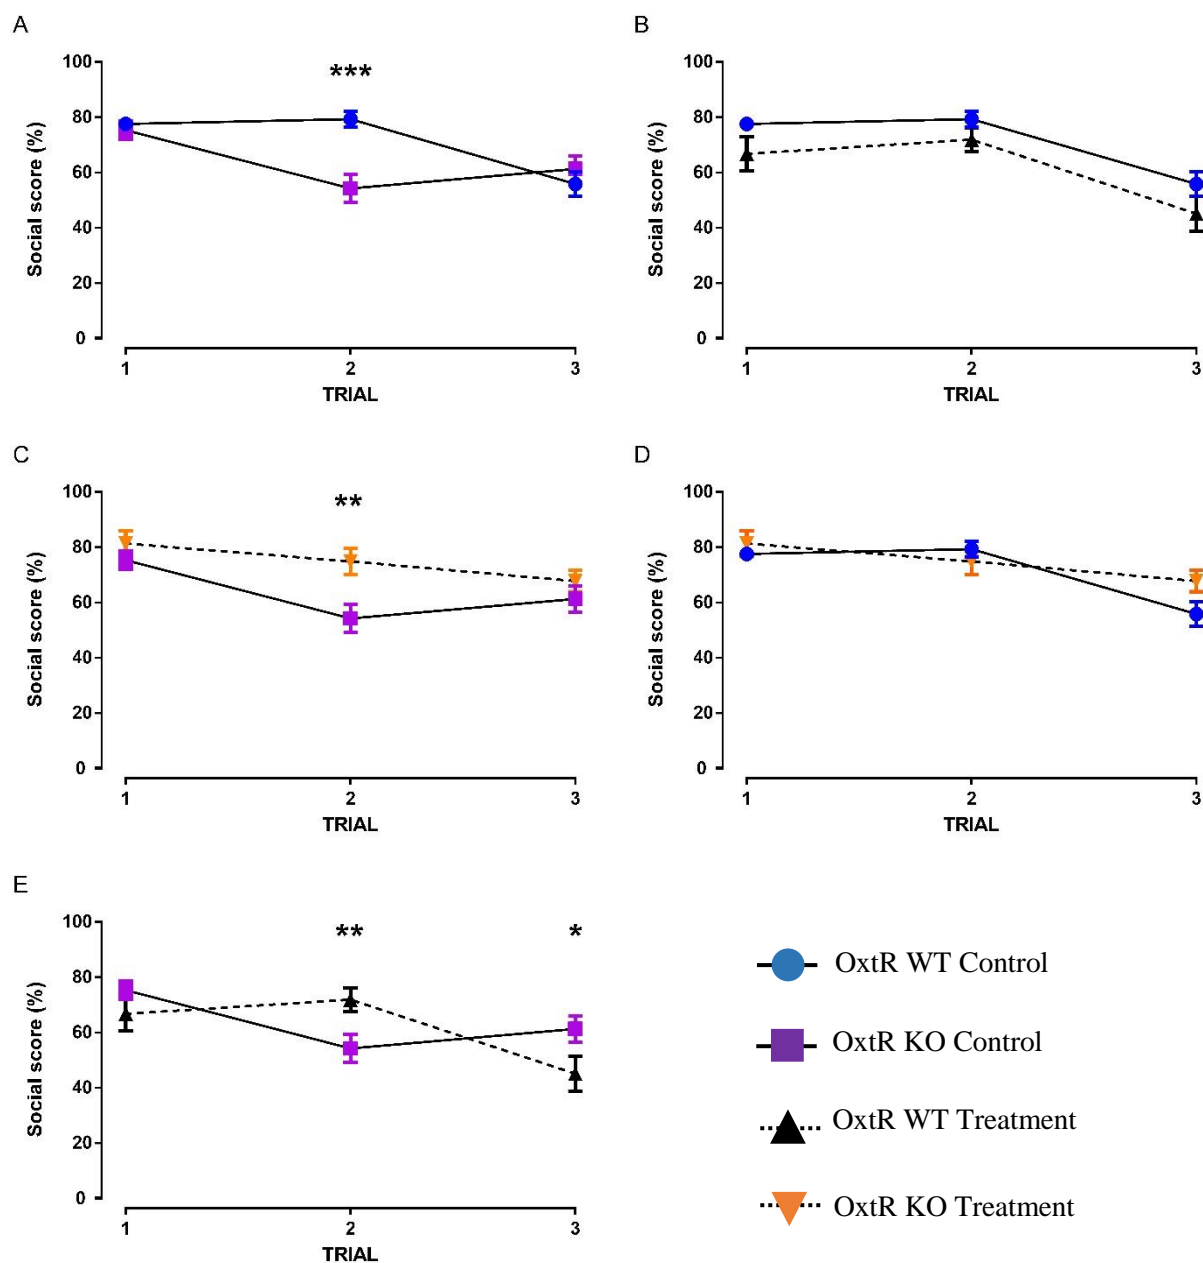 A
Social score (%)
100
80
60
40
20
0
***
1 2 3
TRIAL
B
Social score (%)
100
80
60
40
20
0
1 2 3
TRIAL
C
Social score (%)
100
80
60
40
20
0
**
1 2 3
TRIAL
D
Social score (%)
100
80
60
40
20
0
1 2 3
TRIAL
E
Social score (%)
100
80
60
40
20
0
** *
1 2 3
TRIAL
OxtR WT Control
OxtR KO Control
OxtR WT Treatment
OxtR KO Treatment